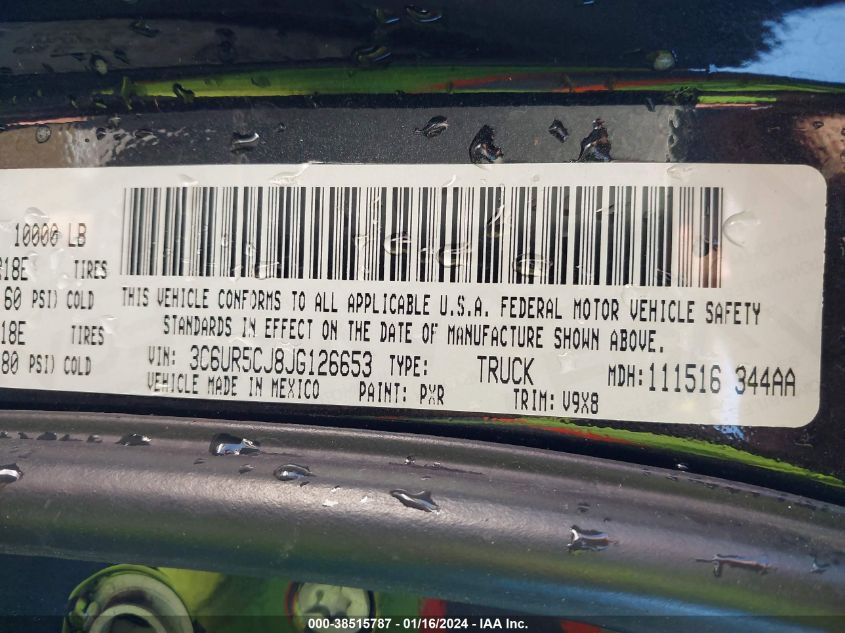 10000 LB
18E TIRES
60 PSI) COLD
18E TIRES
80 PSI) COLD
THIS VEHICLE CONFORMS TO ALL APPLICABLE U.S.A. FEDERAL MOTOR VEHICLE SAFETY
STANDARDS IN EFFECT ON THE DATE OF MANUFACTURE SHOWN ABOVE.
VIN: 3C6UR5CJ8JG126653 TYPE: TRUCK MDH: 111516 344AA
VEHICLE MADE IN MEXICO PAINT: PXR TRIM: V9X8
000-38515787 - 01/16/2024 - IAA Inc.